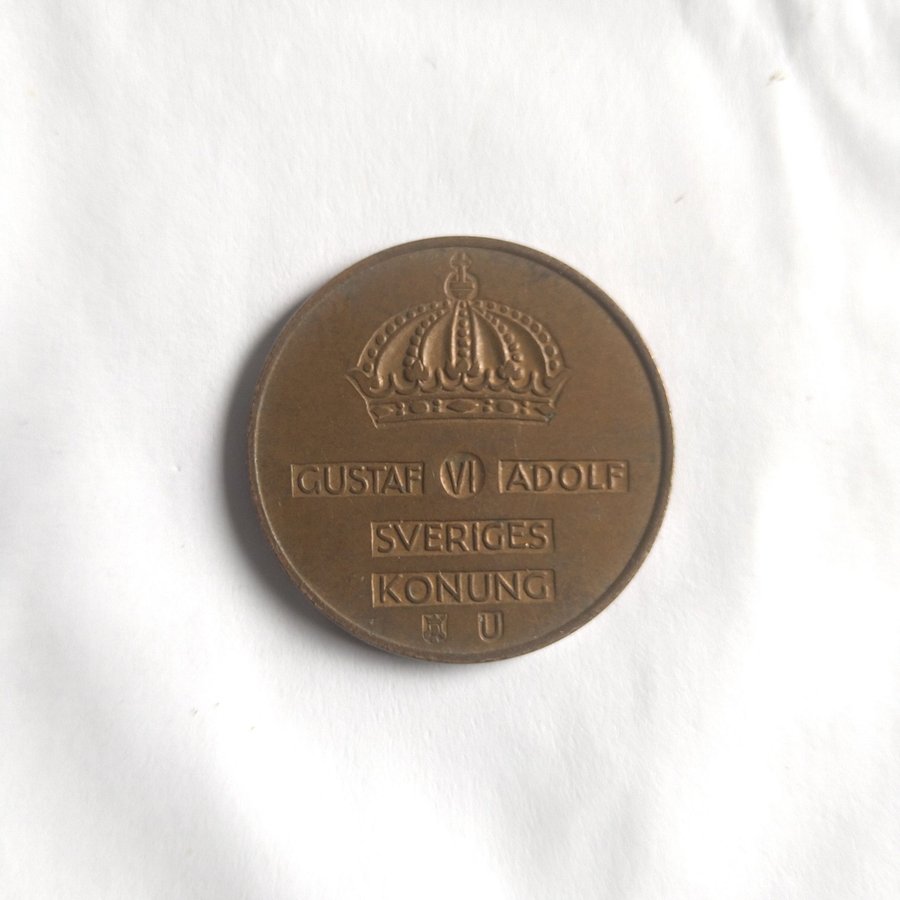 GUSTAF VI ADOLF
SVERIGES
KONUNG
U